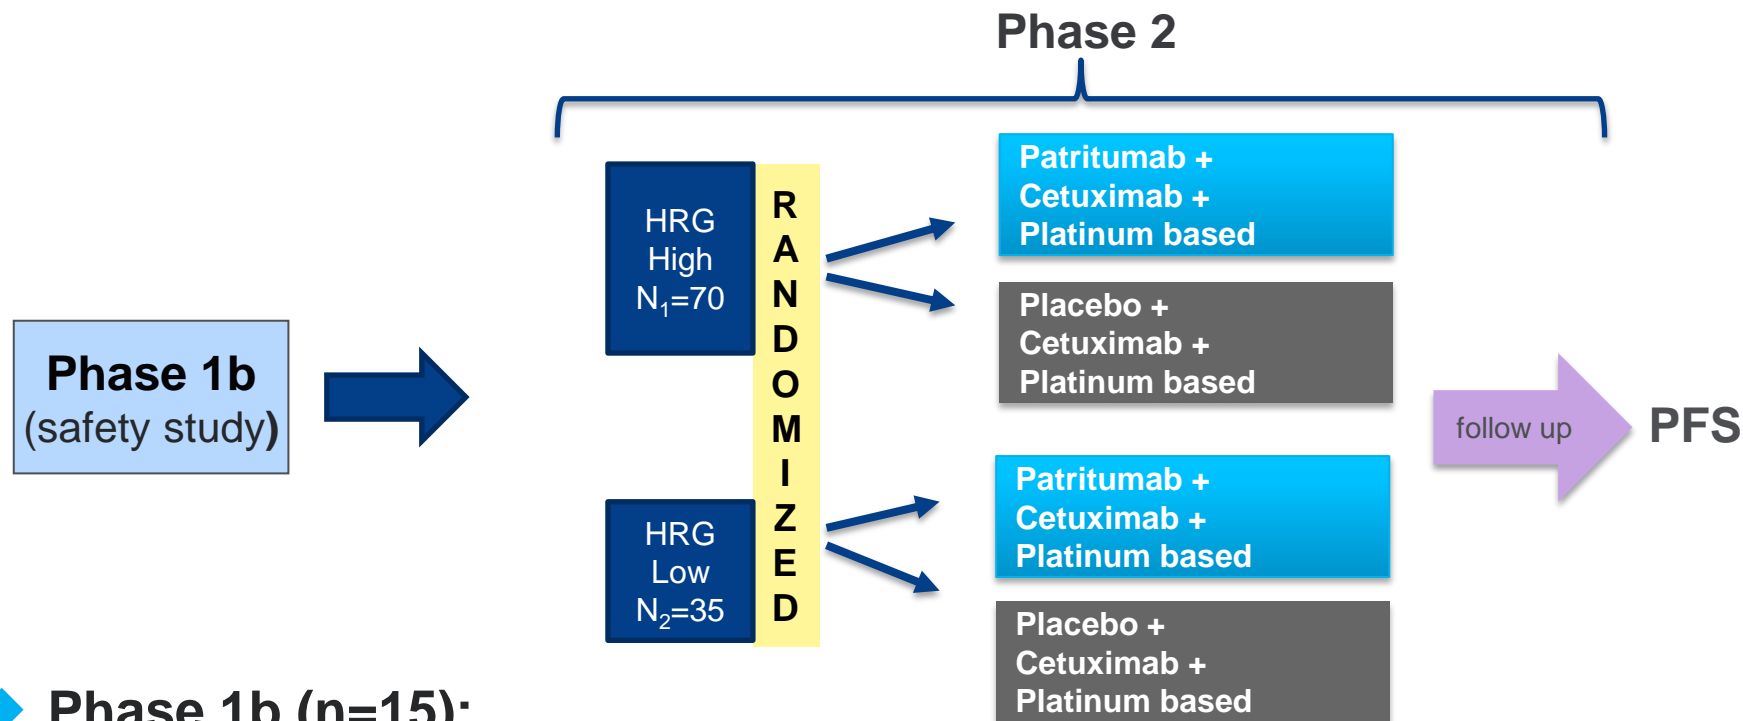 Phase 2
Phase 1b
(safety study)
HRG
High
N₁=70
HRG
Low
N₂=35
R
A
N
D
O
M
I
Z
E
D
Patritumab +
Cetuximab +
Platinum based
Placebo +
Cetuximab +
Platinum based
Patritumab +
Cetuximab +
Platinum based
Placebo +
Cetuximab +
Platinum based
follow up
PFS
Phase 1b (n=15):